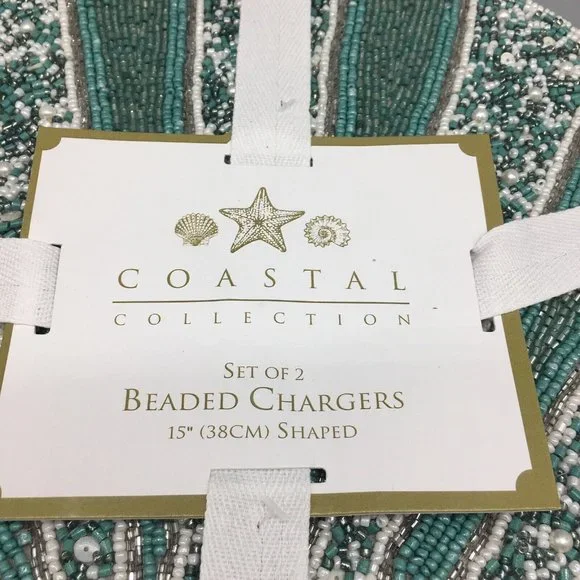 COASTAL
COLLECTION
SET OF 2
BEADED CHARGERS
15" (38CM) SHAPED